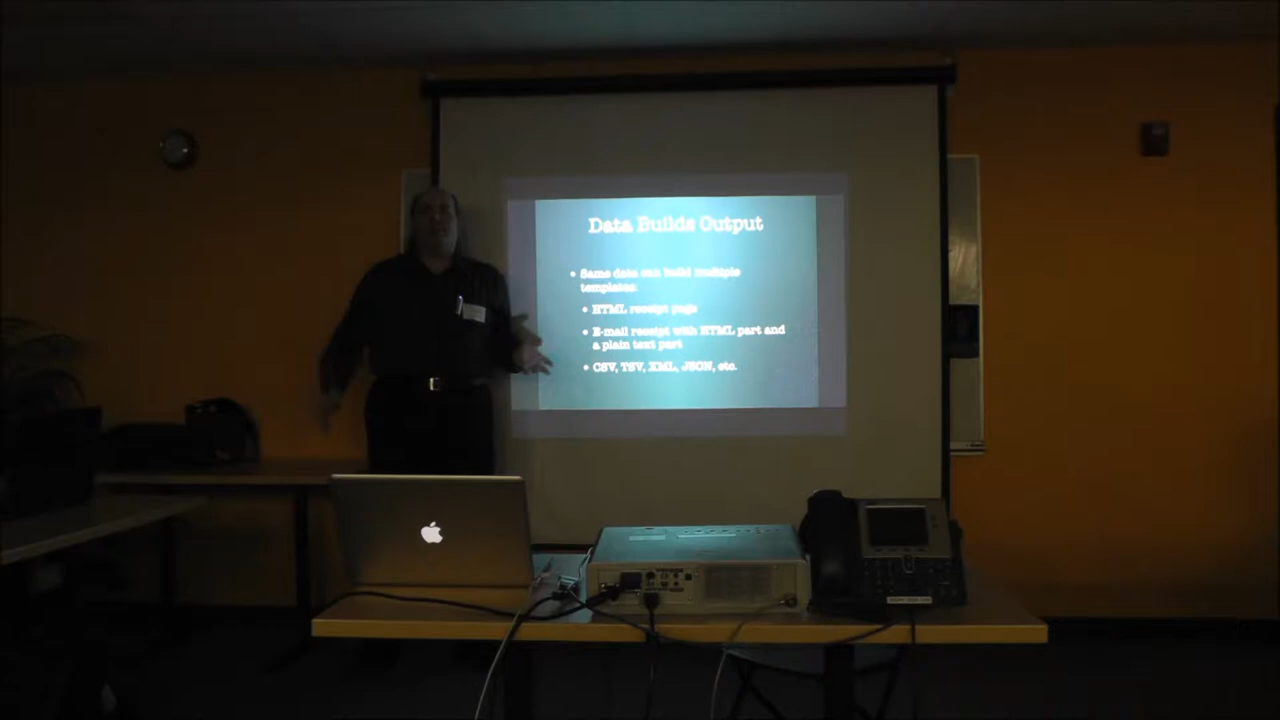 Data Builds Output
• Same data can build multiple
templates:
• HTML receipt page
• E-mail receipt with HTML part and
a plain text part
• CSV, TSV, XML, JSON, etc.